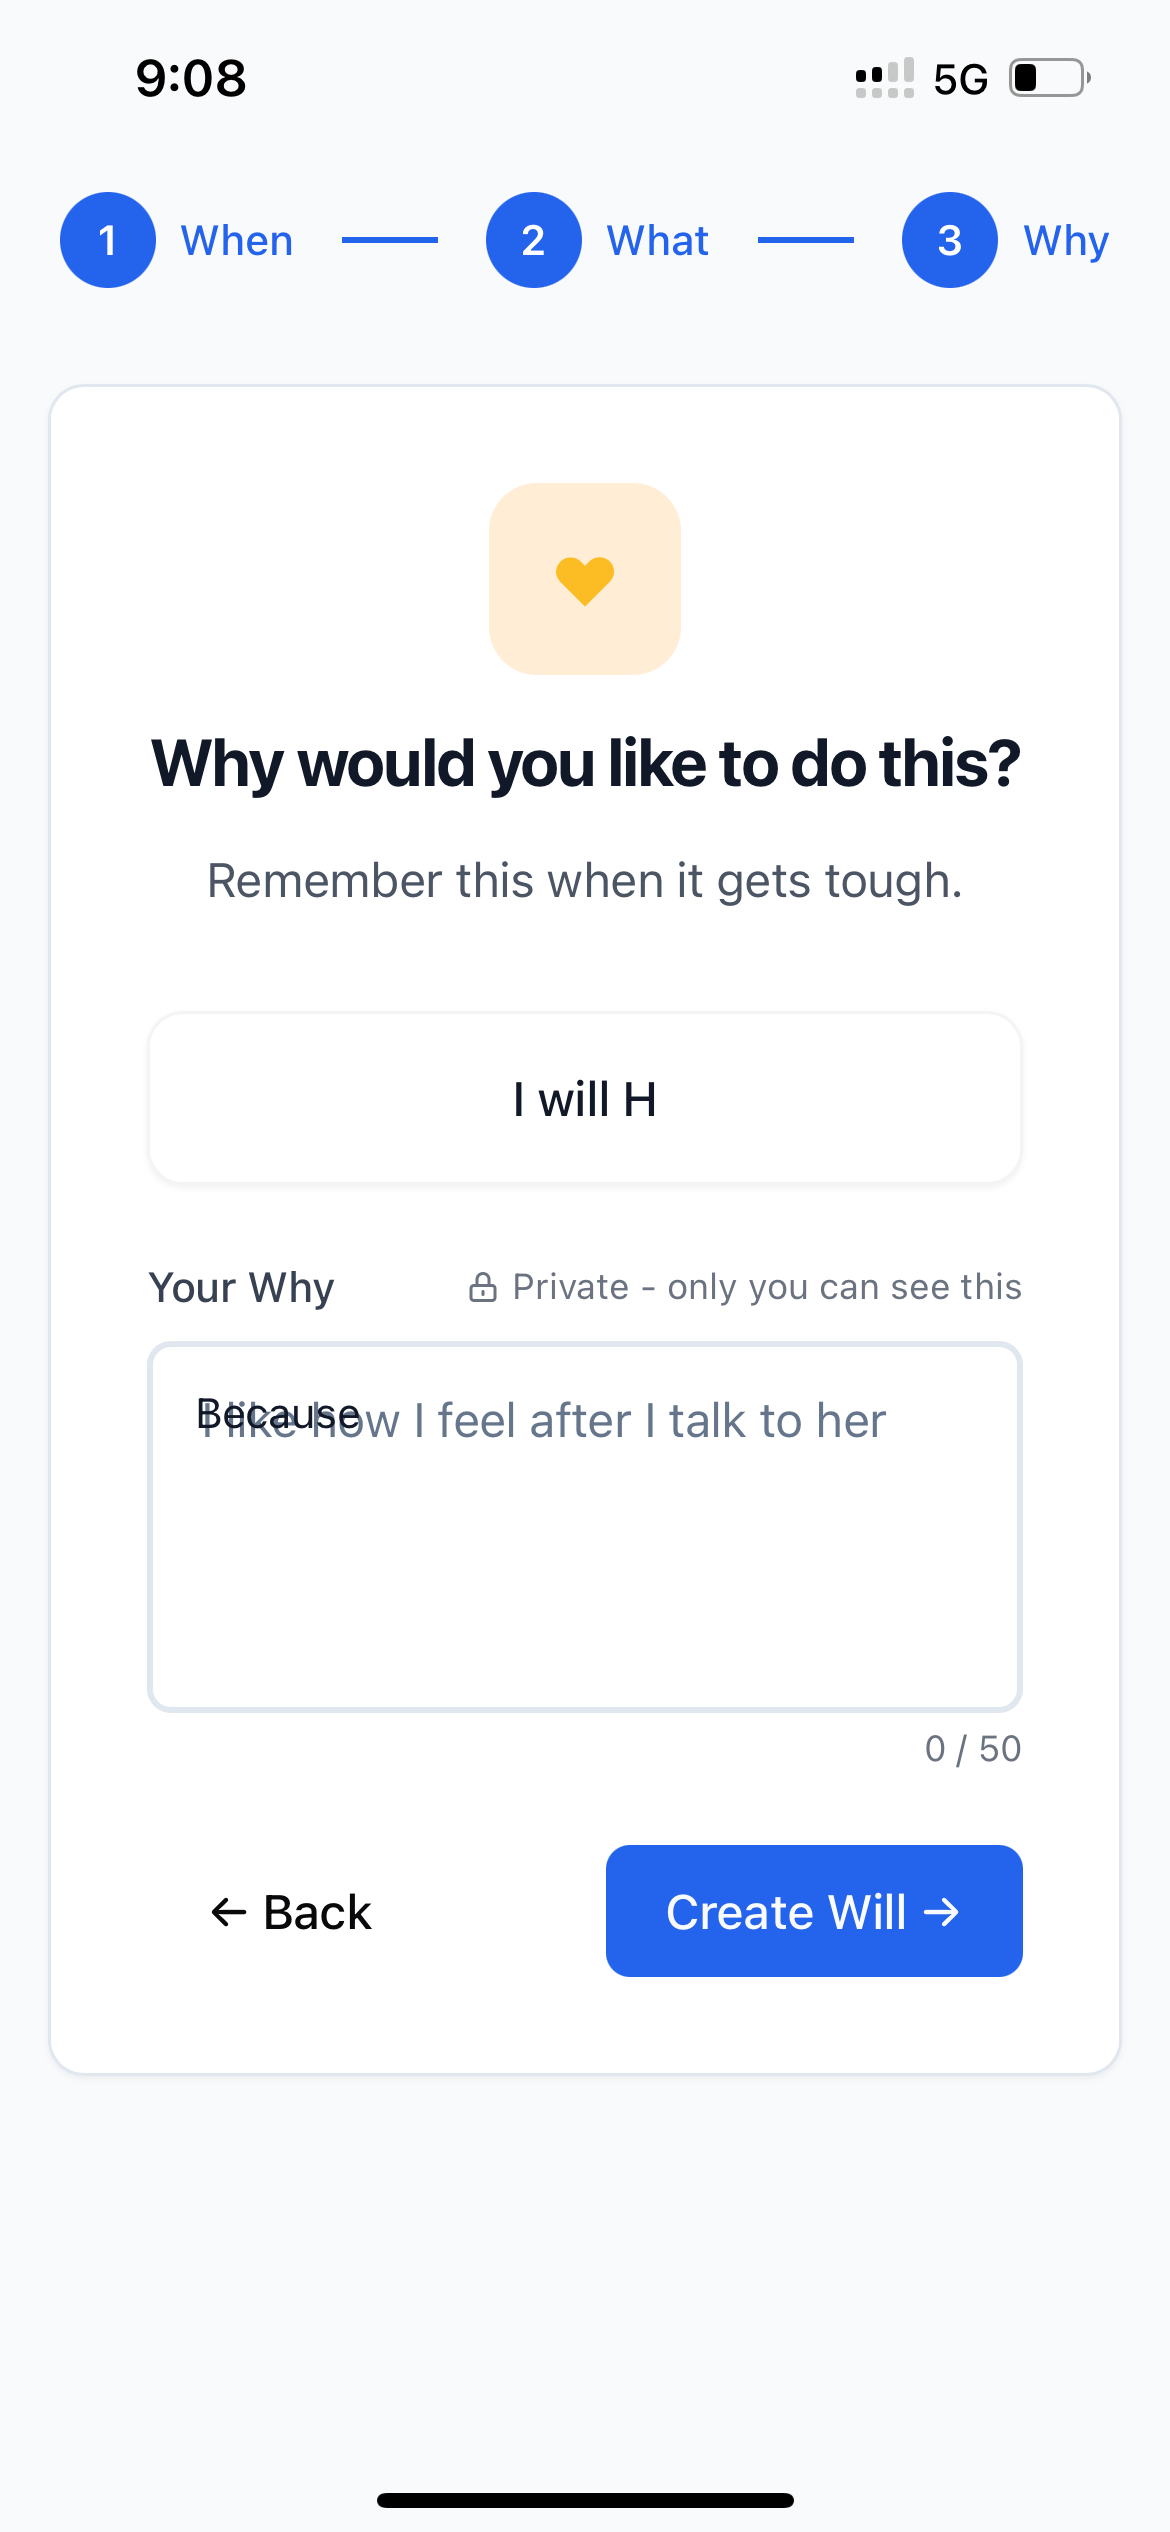 9:08 5G
1 When 2 What 3 Why
Why would you like to do this?
Remember this when it gets tough.
I will H
Your Why Private - only you can see this
Because
I like how I feel after I talk to her
0 / 50
← Back Create Will →